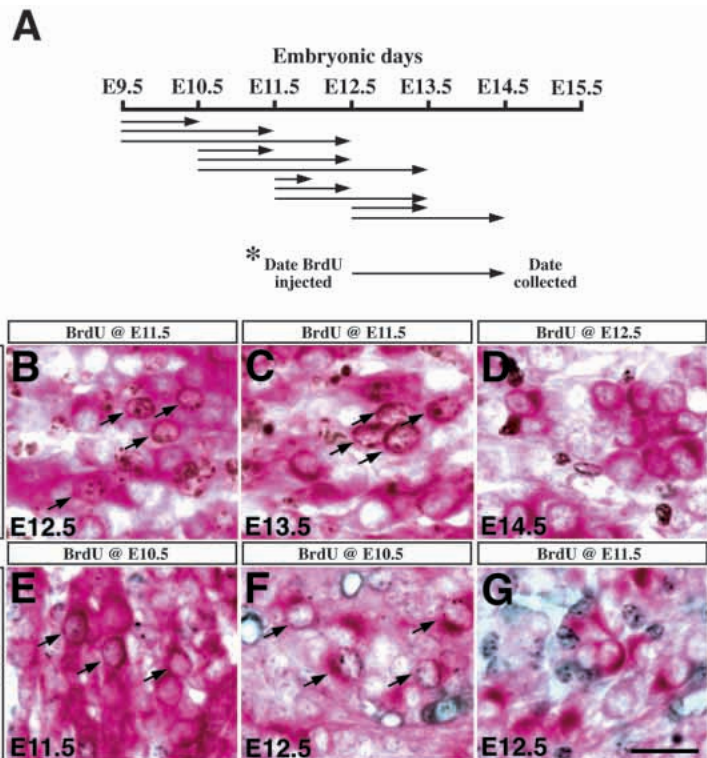 A
Embryonic days
E9.5 E10.5 E11.5 E12.5 E13.5 E14.5 E15.5
* Date BrdU injected
Date collected
BrdU @ E11.5
BrdU @ E11.5
BrdU @ E12.5
B
C
D
E12.5
E13.5
E14.5
BrdU @ E10.5
BrdU @ E10.5
BrdU @ E11.5
E
F
G
E11.5
E12.5
E12.5